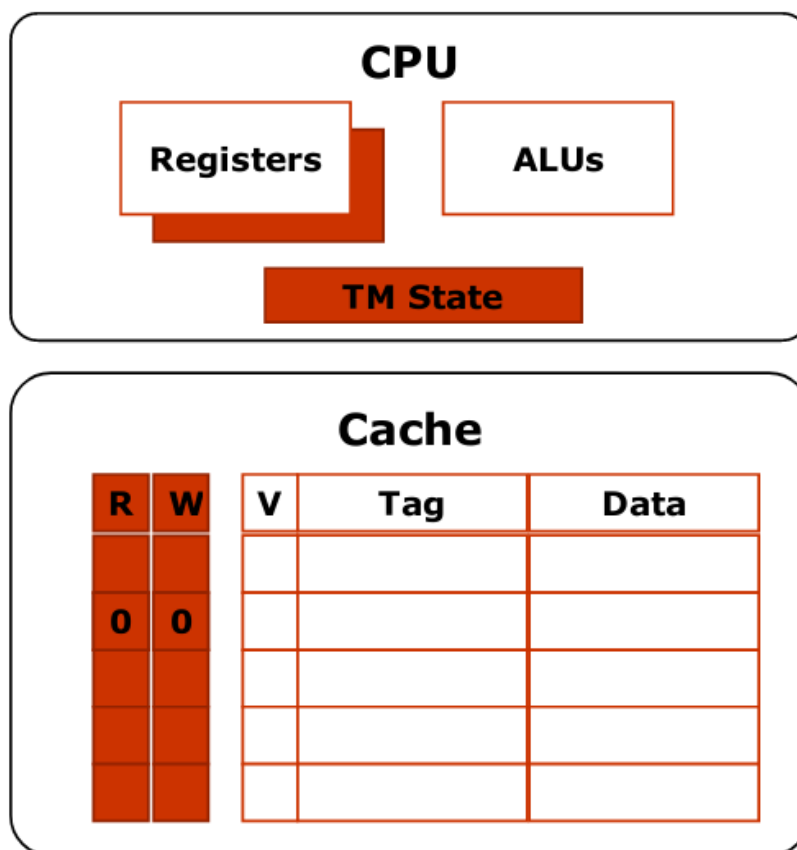 CPU
Registers ALUs
TM State
Cache
R W V Tag Data
0 0